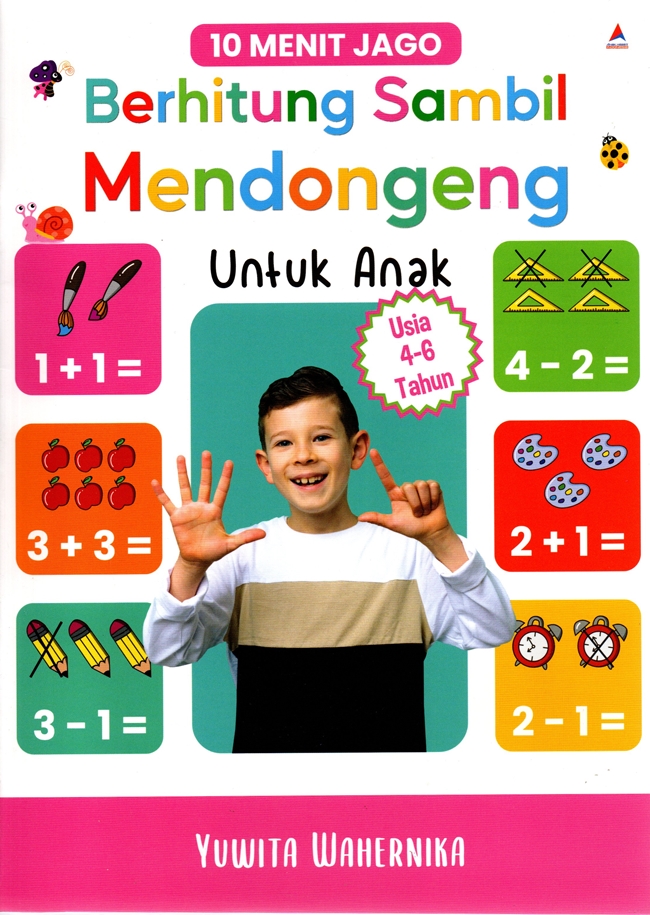 10 MENIT JAGO
Berhitung Sambil
Mendongeng
Untuk Anak
Usia
4-6
Tahun
1 + 1 =
4 - 2 =
3 + 3 =
2 + 1 =
3 - 1 =
2 - 1 =
YUWITA WAHERNIKA